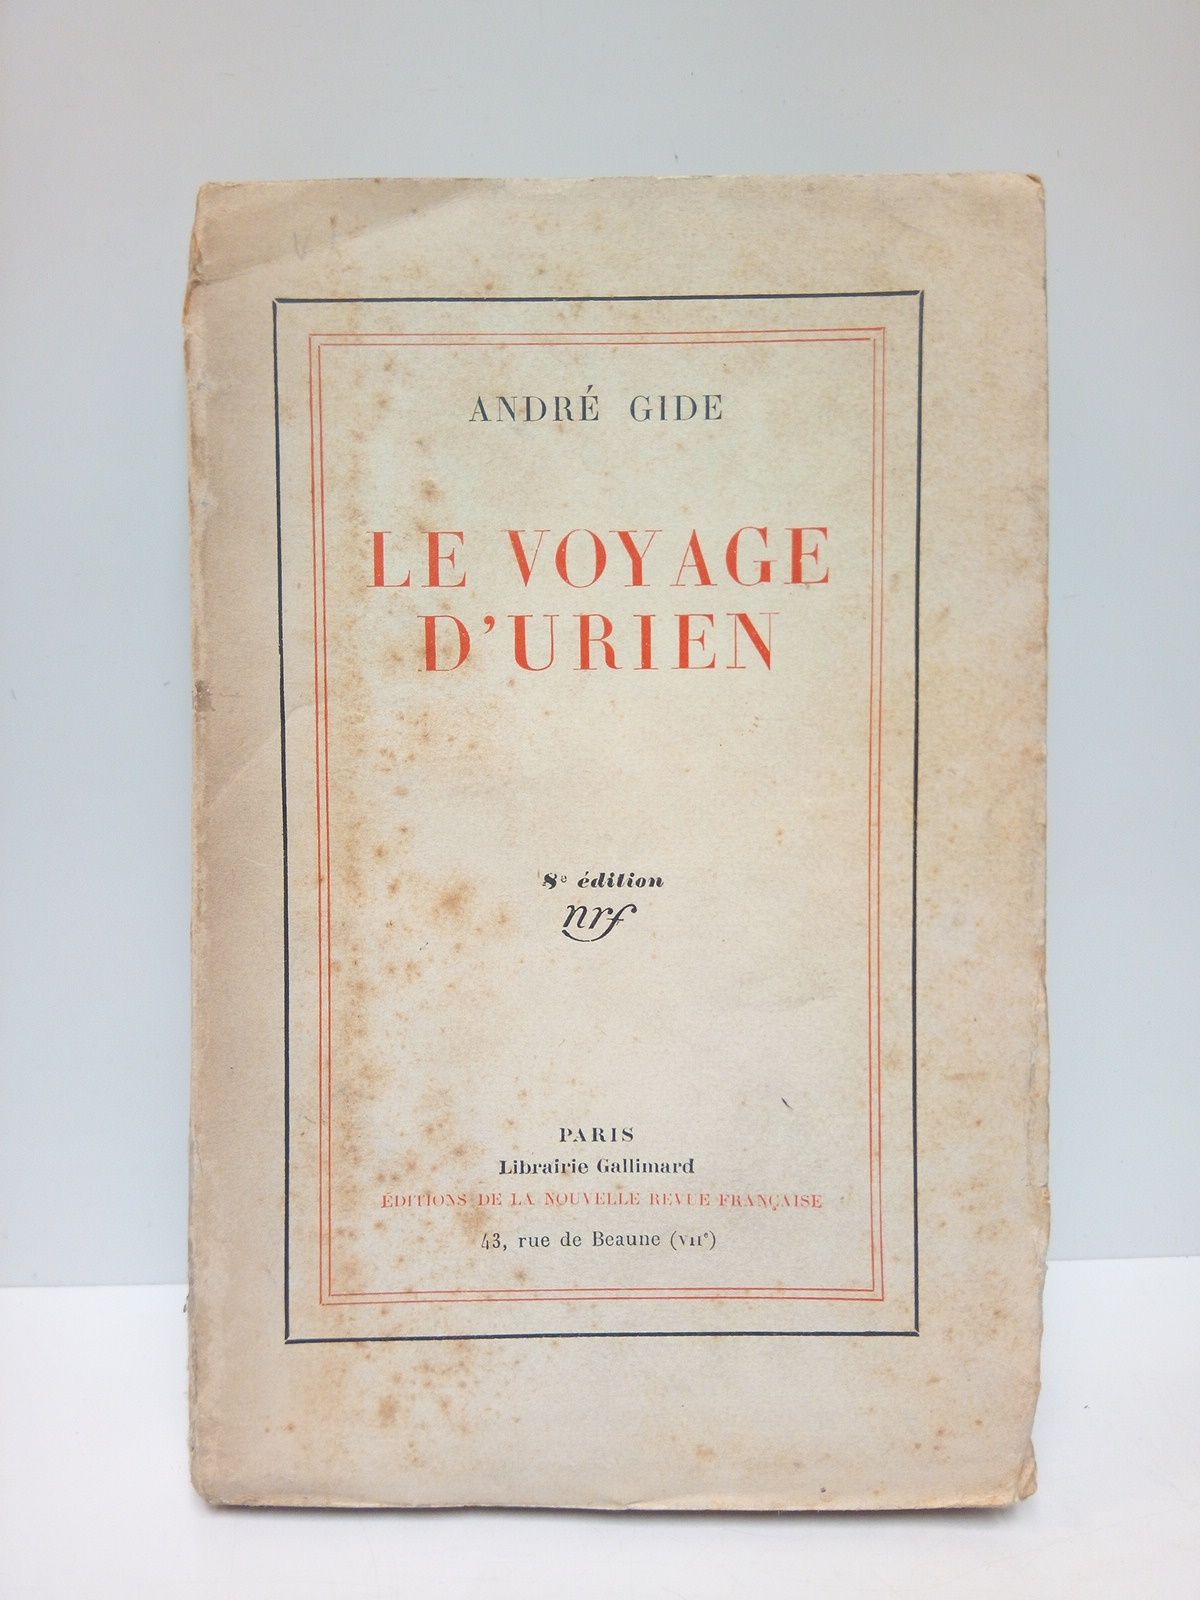 ANDRÉ GIDE
LE VOYAGE
D'URIEN
8e édition
nrf
PARIS
Librairie Gallimard
ÉDITIONS DE LA NOUVELLE REVUE FRANÇAISE
43, rue de Beaune (VIIe)